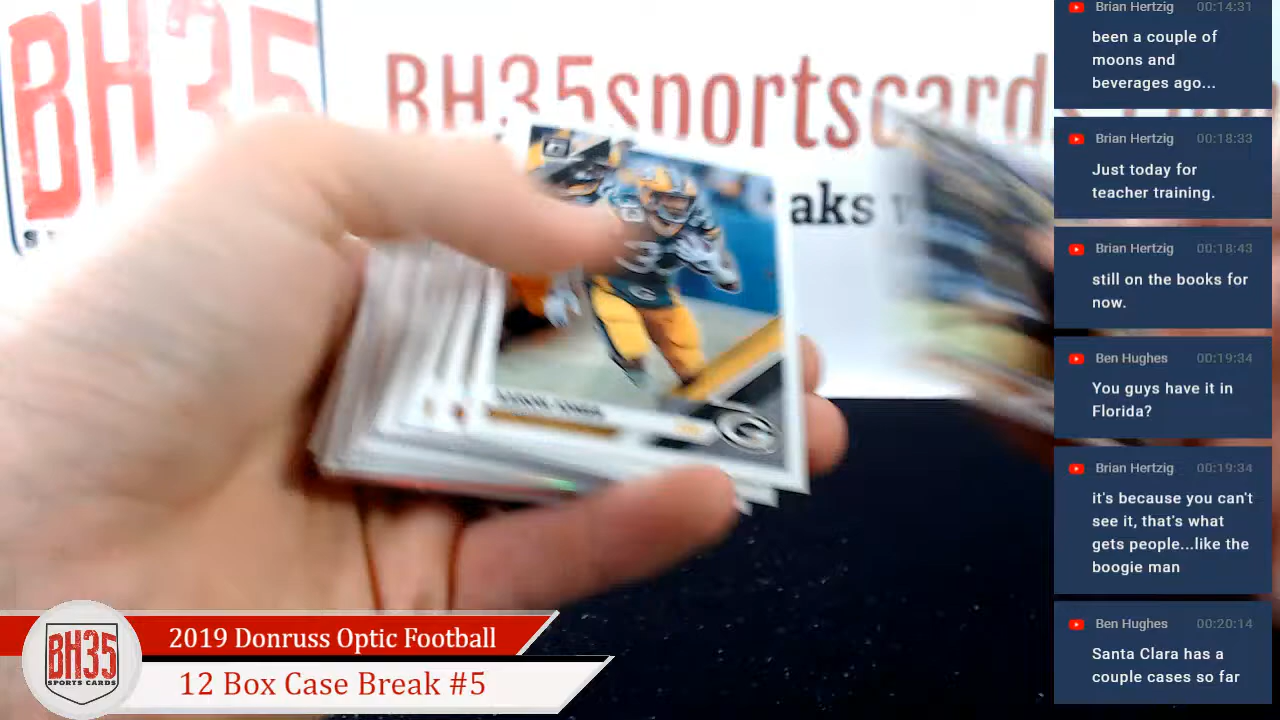 BH35
BH35sportscards
aks
Brian Hertzig 00:14:31
been a couple of
moons and
beverages ago...
Brian Hertzig 00:18:33
Just today for
teacher training.
Brian Hertzig 00:18:43
still on the books for
now.
Ben Hughes 00:19:34
You guys have it in
Florida?
Brian Hertzig 00:19:34
it's because you can't
see it, that's what
gets people...like the
boogie man
Ben Hughes 00:20:14
Santa Clara has a
couple cases so far
BH35
SPORTS CARDS
2019 Donruss Optic Football
12 Box Case Break #5